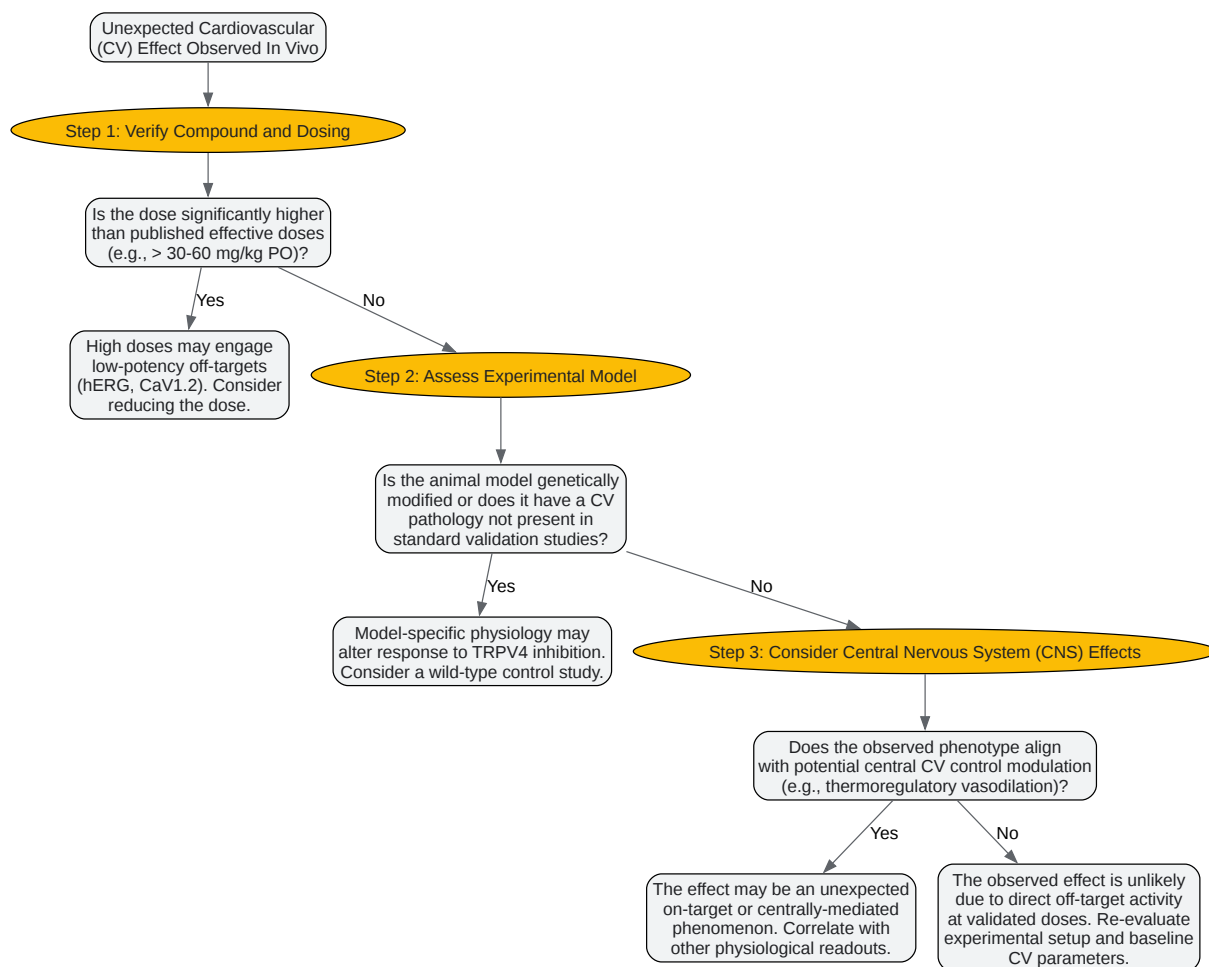 Unexpected Cardiovascular
(CV) Effect Observed In Vivo
Step 1: Verify Compound and Dosing
Is the dose significantly higher
than published effective doses
(e.g., > 30-60 mg/kg PO)?
Yes
No
High doses may engage
low-potency off-targets
(hERG, CaV1.2). Consider
reducing the dose.
Step 2: Assess Experimental Model
Is the animal model genetically
modified or does it have a CV
pathology not present in
standard validation studies?
Yes
No
Model-specific physiology may
alter response to TRPV4 inhibition.
Consider a wild-type control study.
Step 3: Consider Central Nervous System (CNS) Effects
Does the observed phenotype align
with potential central CV control modulation
(e.g., thermoregulatory vasodilation)?
Yes
No
The effect may be an unexpected
on-target or centrally-mediated
phenomenon. Correlate with
other physiological readouts.
The observed effect is unlikely
due to direct off-target activity
at validated doses. Re-evaluate
experimental setup and baseline
CV parameters.